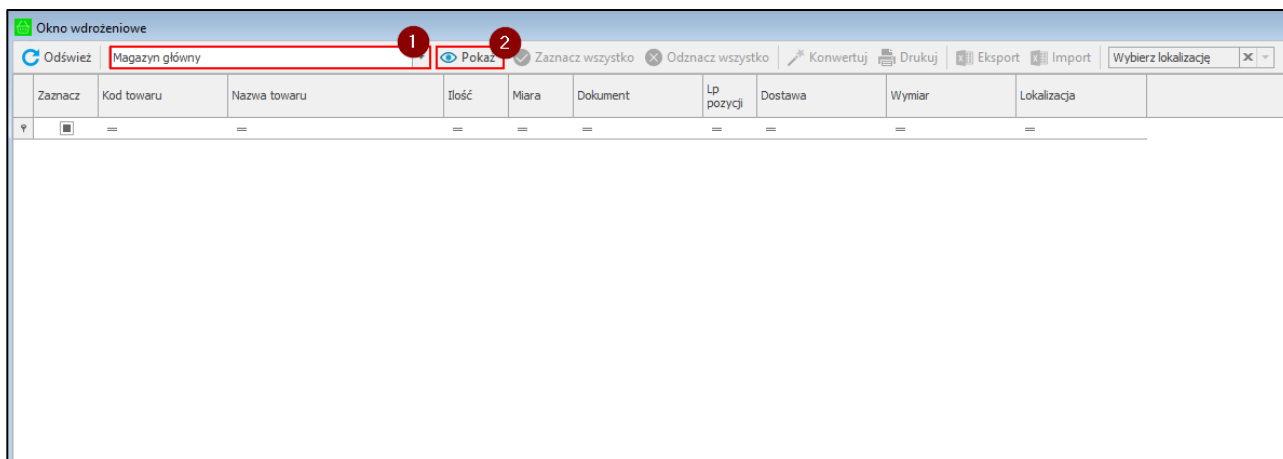 Okno wdrożeniowe
1
2
Odśwież Magazyn główny Pokaż Zaznacz wszystko Odznacz wszystko Konwertuj Drukuj Eksport Import Wybierz lokalizację
Zaznacz Kod towaru Nazwa towaru Ilość Miara Dokument Lp pozycji Dostawa Wymiar Lokalizacja
= = = = = = = = =